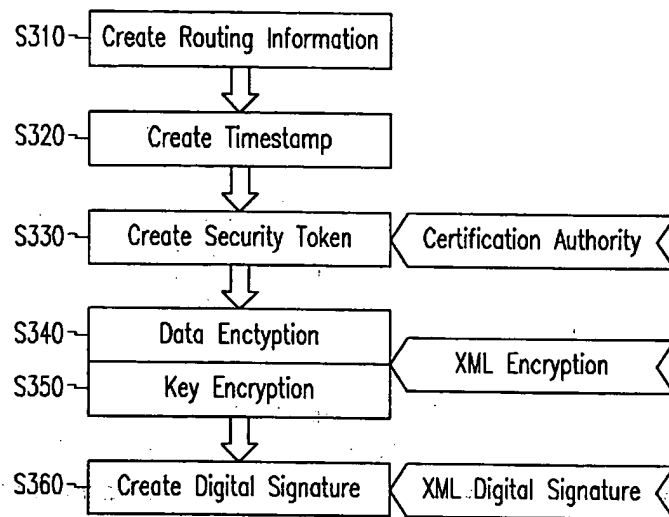 S310 Create Routing Information
S320 Create Timestamp
S330 Create Security Token Certification Authority
S340 Data Enctyption
XML Encryption
S350 Key Encryption
S360 Create Digital Signature XML Digital Signature